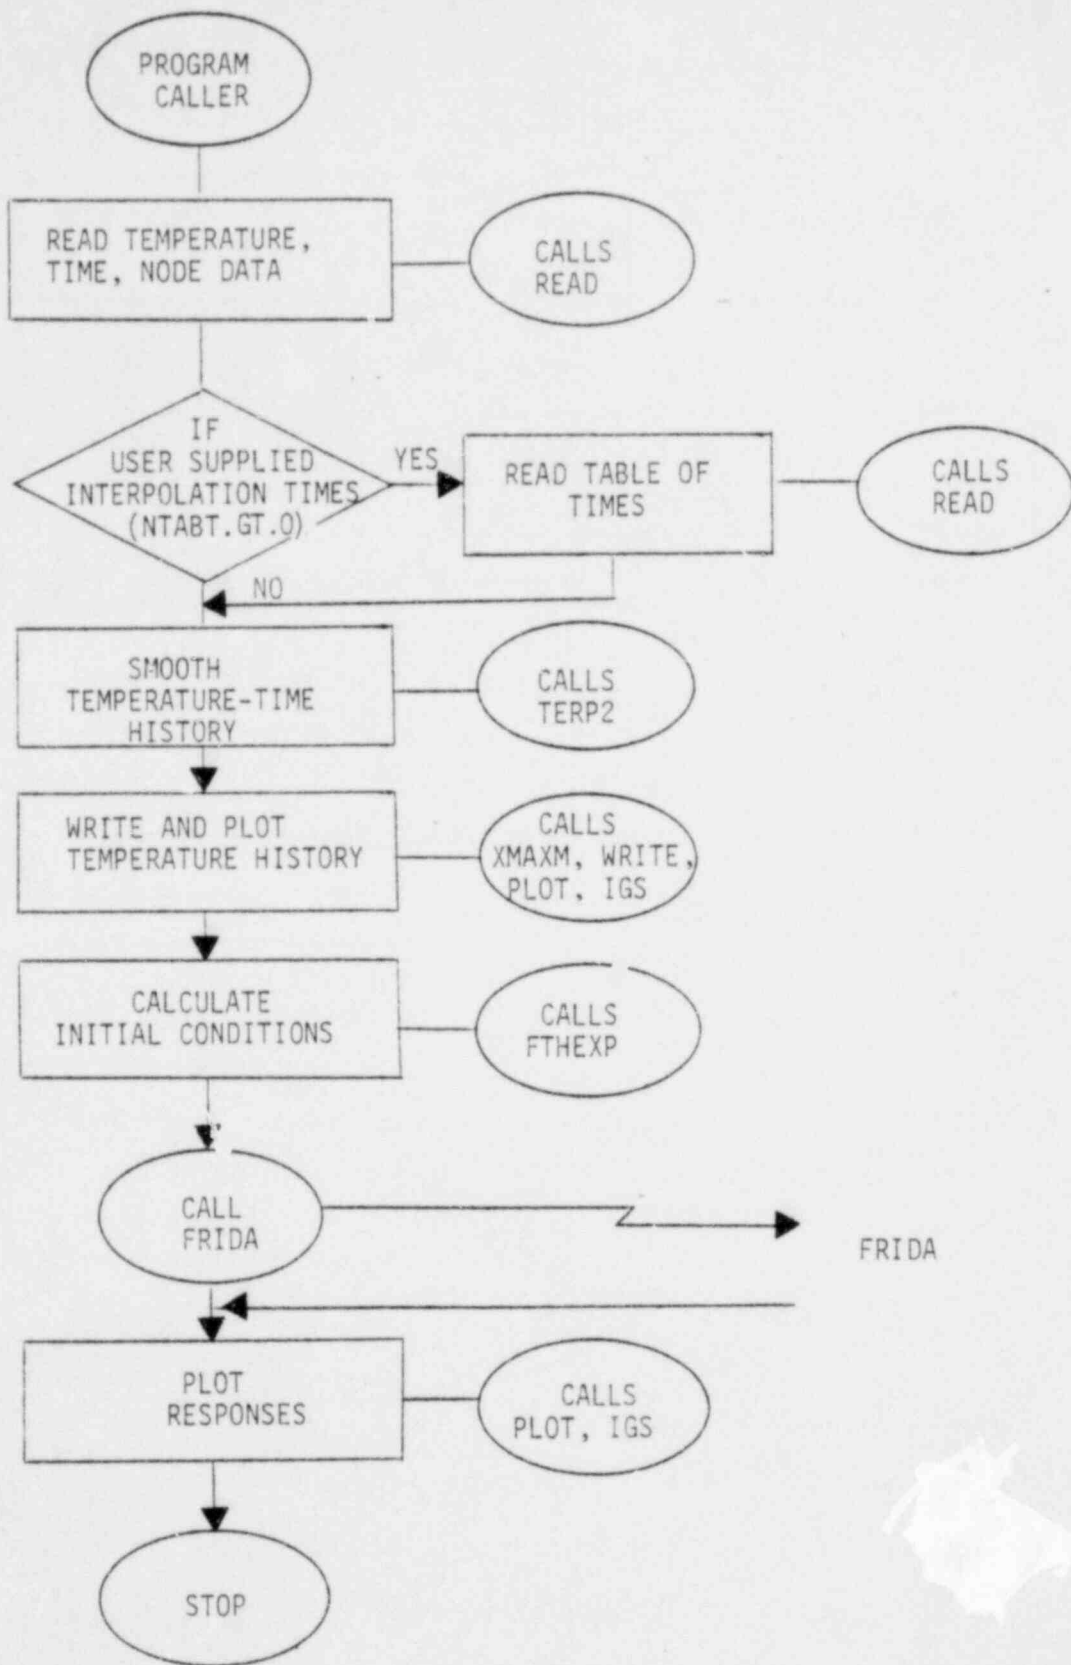 PROGRAM
CALLER
READ TEMPERATURE,
TIME, NODE DATA
CALLS
READ
IF
USER SUPPLIED
INTERPOLATION TIMES
(NTABT.GT.0)
YES
READ TABLE OF
TIMES
CALLS
READ
NO
SMOOTH
TEMPERATURE-TIME
HISTORY
CALLS
TERP2
WRITE AND PLOT
TEMPERATURE HISTORY
CALLS
XMAXM, WRITE,
PLOT, IGS
CALCULATE
INITIAL CONDITIONS
CALLS
FTHEXP
CALL
FRIDA
FRIDA
PLOT
RESPONSES
CALLS
PLOT, IGS
STOP